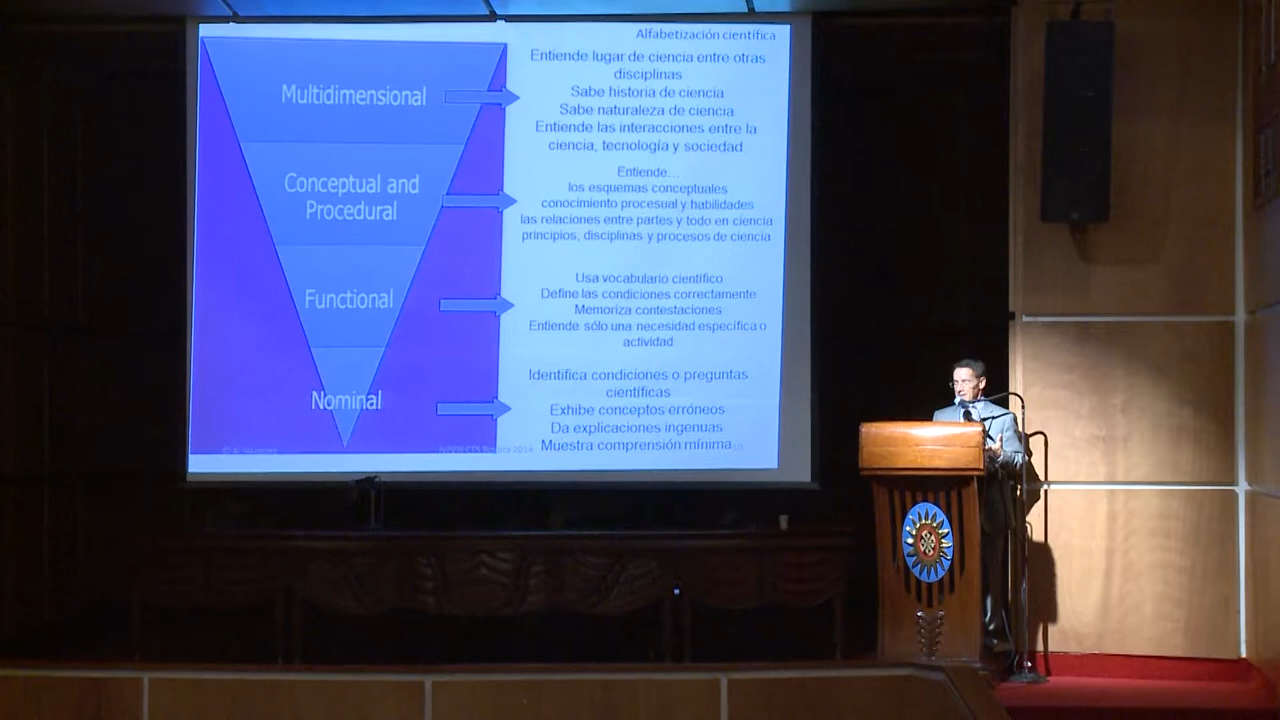 Alfabetización científica
Multidimensional
Entiende lugar de ciencia entre otras
disciplinas
Sabe historia de ciencia
Sabe naturaleza de ciencia
Entiende las interacciones entre la
ciencia, tecnología y sociedad
Conceptual and
Procedural
Entiende…
los esquemas conceptuales
conocimiento procesual y habilidades
las relaciones entre partes y todo en ciencia
principios, disciplinas y procesos de ciencia
Functional
Usa vocabulario científico
Define las condiciones correctamente
Memoriza contestaciones
Entiende sólo una necesidad específica o
actividad
Nominal
Identifica condiciones o preguntas
científicas
Exhibe conceptos erróneos
Da explicaciones ingenuas
Muestra comprensión mínima
CTS Bogota 2014